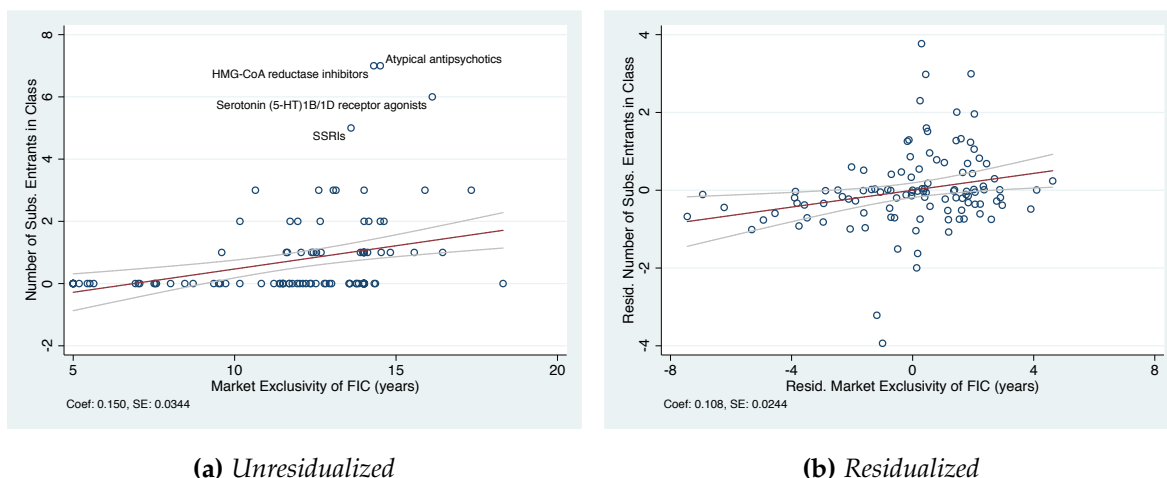 8
6
4
2
0
-2
Number of Subs. Entrants in Class
Atypical antipsychotics
HMG-CoA reductase inhibitors
Serotonin (5-HT)1B/1D receptor agonists
SSRIs
5
10
15
20
Market Exclusivity of FIC (years)
Coef: 0.150, SE: 0.0344
(a) Unresidualized
4
2
0
-2
-4
Resid. Number of Subs. Entrants in Class
-8
-4
0
4
8
Resid. Market Exclusivity of FIC (years)
Coef: 0.108, SE: 0.0244
(b) Residualized